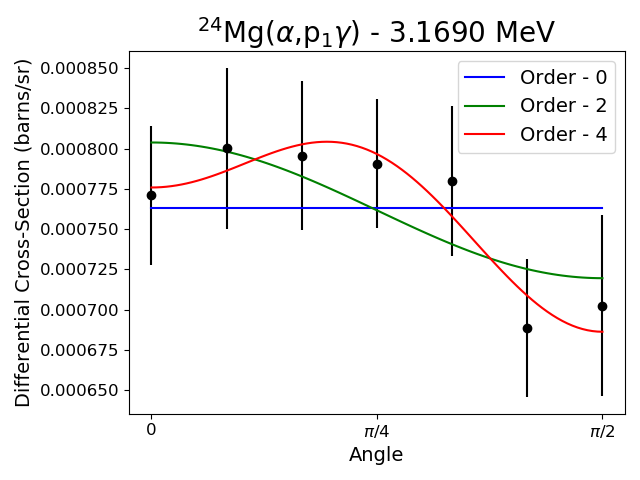 ²⁴Mg(α,p₁γ) - 3.1690 MeV
Order - 0
Order - 2
Order - 4
Differential Cross-Section (barns/sr)
0.000850
0.000825
0.000800
0.000775
0.000750
0.000725
0.000700
0.000675
0.000650
0 π/4 π/2
Angle